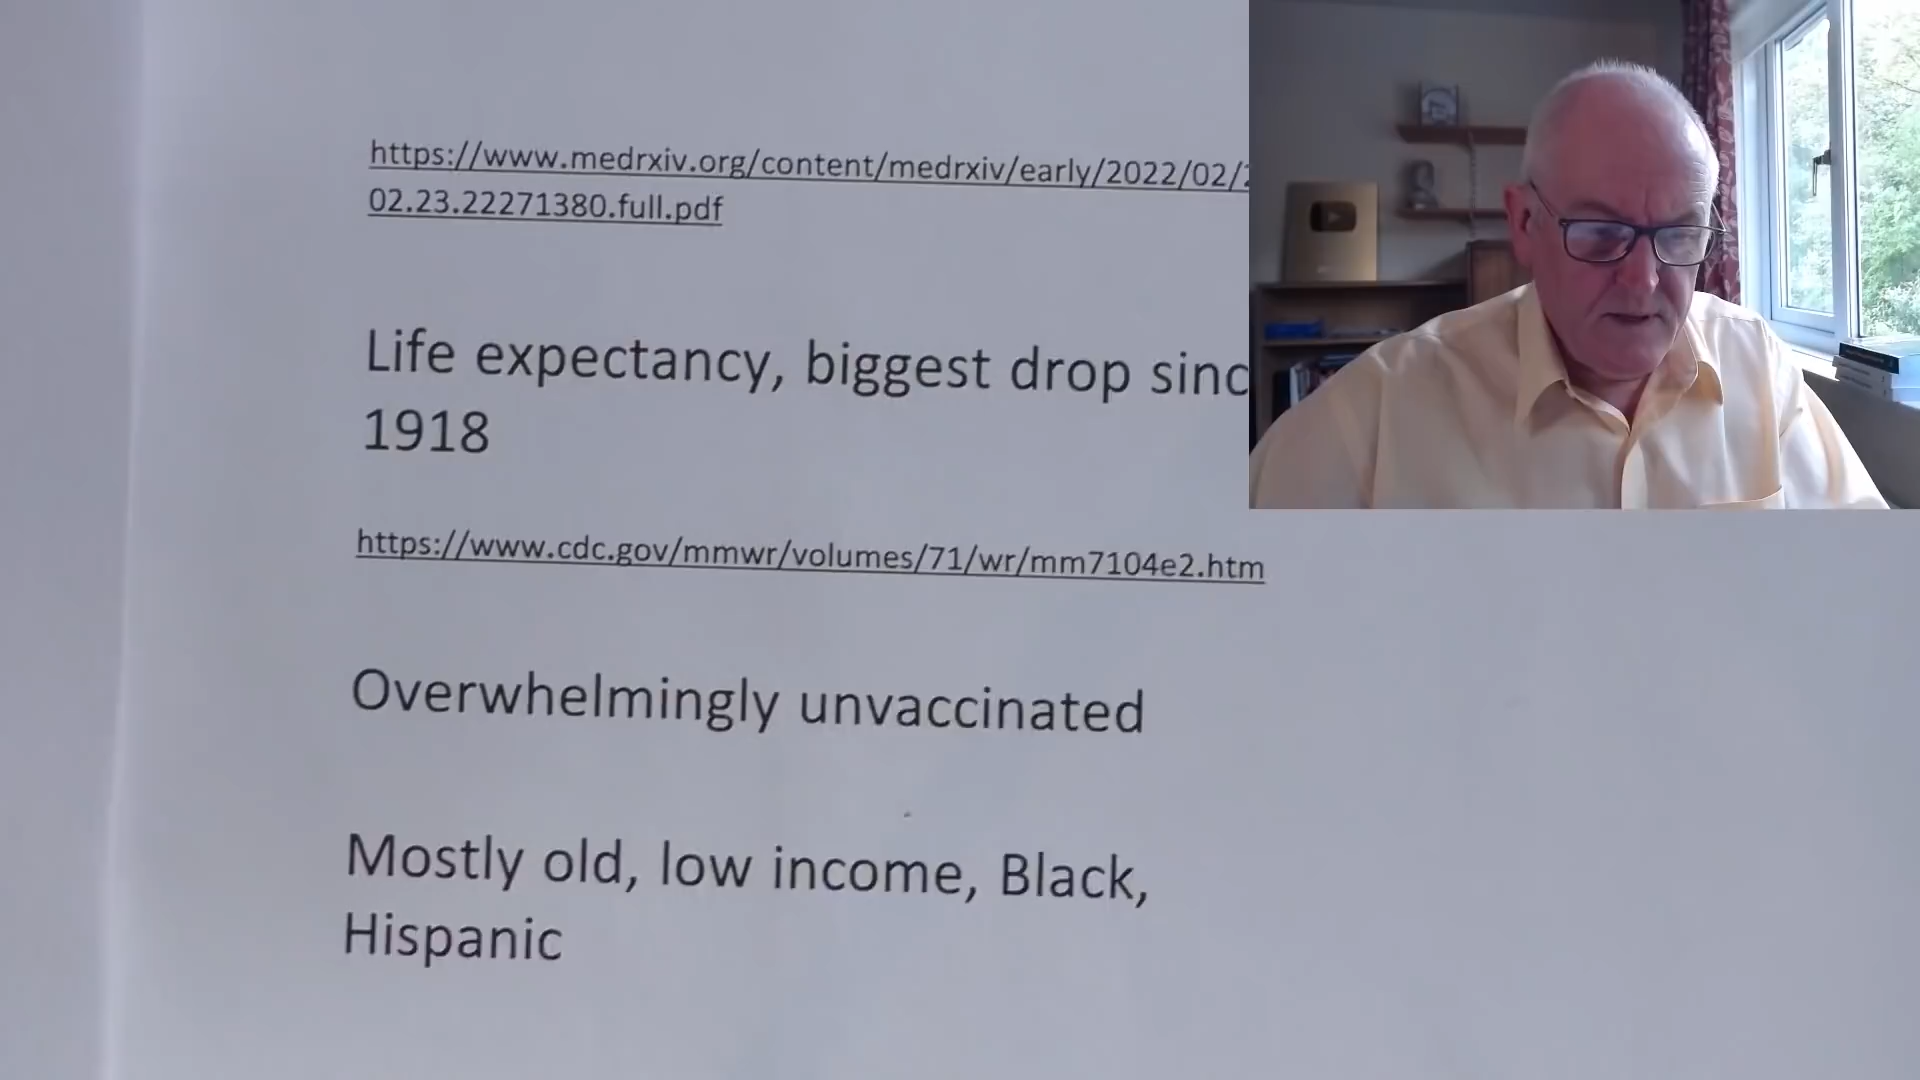 https://www.medrxiv.org/content/medrxiv/early/2022/02/
02.23.22271380.full.pdf
Life expectancy, biggest drop sinc
1918
https://www.cdc.gov/mmwr/volumes/71/wr/mm7104e2.htm
Overwhelmingly unvaccinated
Mostly old, low income, Black,
Hispanic